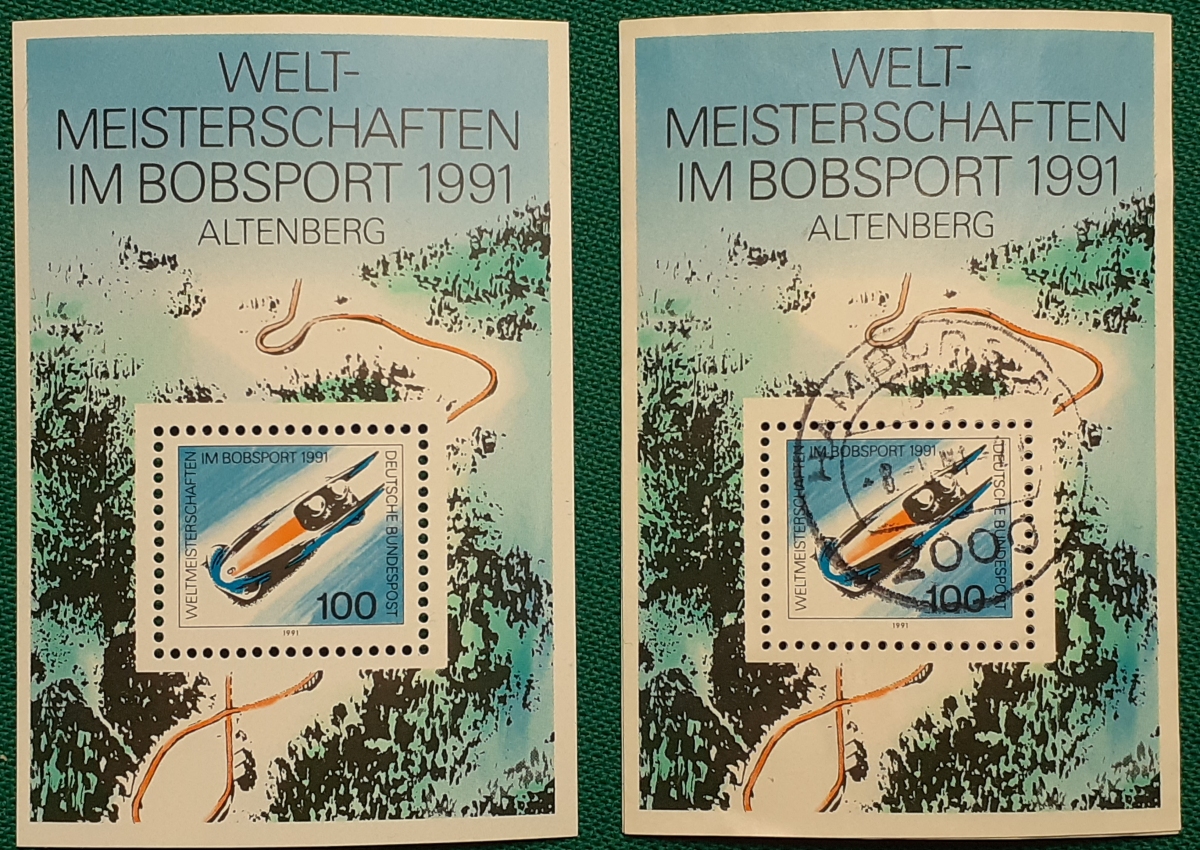 WELT-
MEISTERSCHAFTEN
IM BOBSPORT 1991
ALTENBERG
WELTMEISTERSCHAFTEN
IM BOBSPORT 1991
DEUTSCHE BUNDESPOST
100
1991
WELT-
MEISTERSCHAFTEN
IM BOBSPORT 1991
ALTENBERG
HAMBURG
WELTMEISTERSCHAFTEN
IM BOBSPORT 1991
DEUTSCHE BUNDESPOST
2000
100
1991